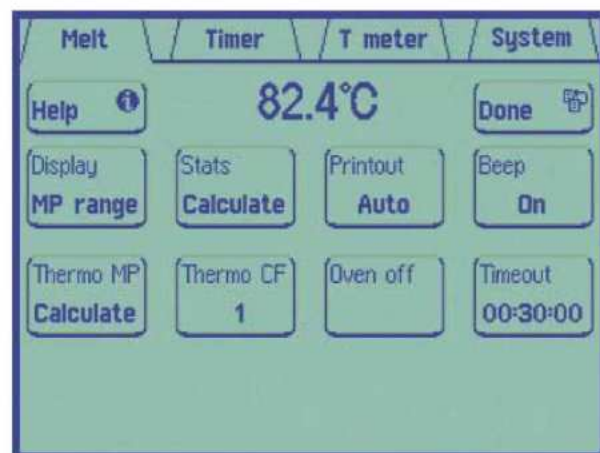 Melt Timer T meter System
Help 82.4°C Done
Display Stats Printout Beep
MP range Calculate Auto On
Thermo MP Thermo CF Oven off Timeout
Calculate 1 00:30:00